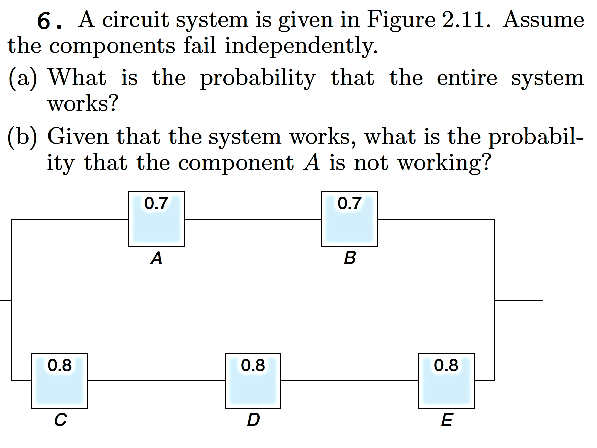 6. A circuit system is given in Figure 2.11. Assume
the components fail independently.
(a) What is the probability that the entire system
works?
(b) Given that the system works, what is the probabil-
ity that the component A is not working?
0.7 0.7
A B
0.8 0.8 0.8
C D E